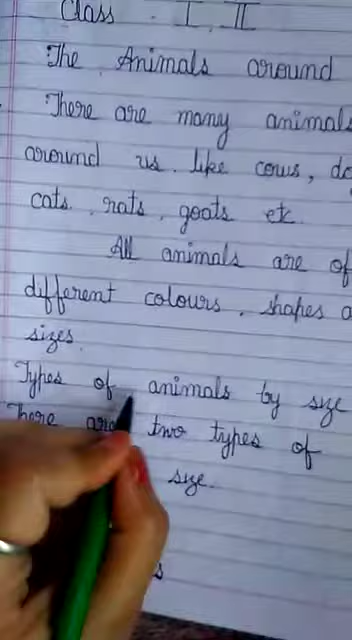 Class - I, II
The Animals around
There are many animals
around us. like cows,
cats, rats, goats etc
All animals are of
different colours, shapes
sizes.
Types of animals by size
There are two types of
size.